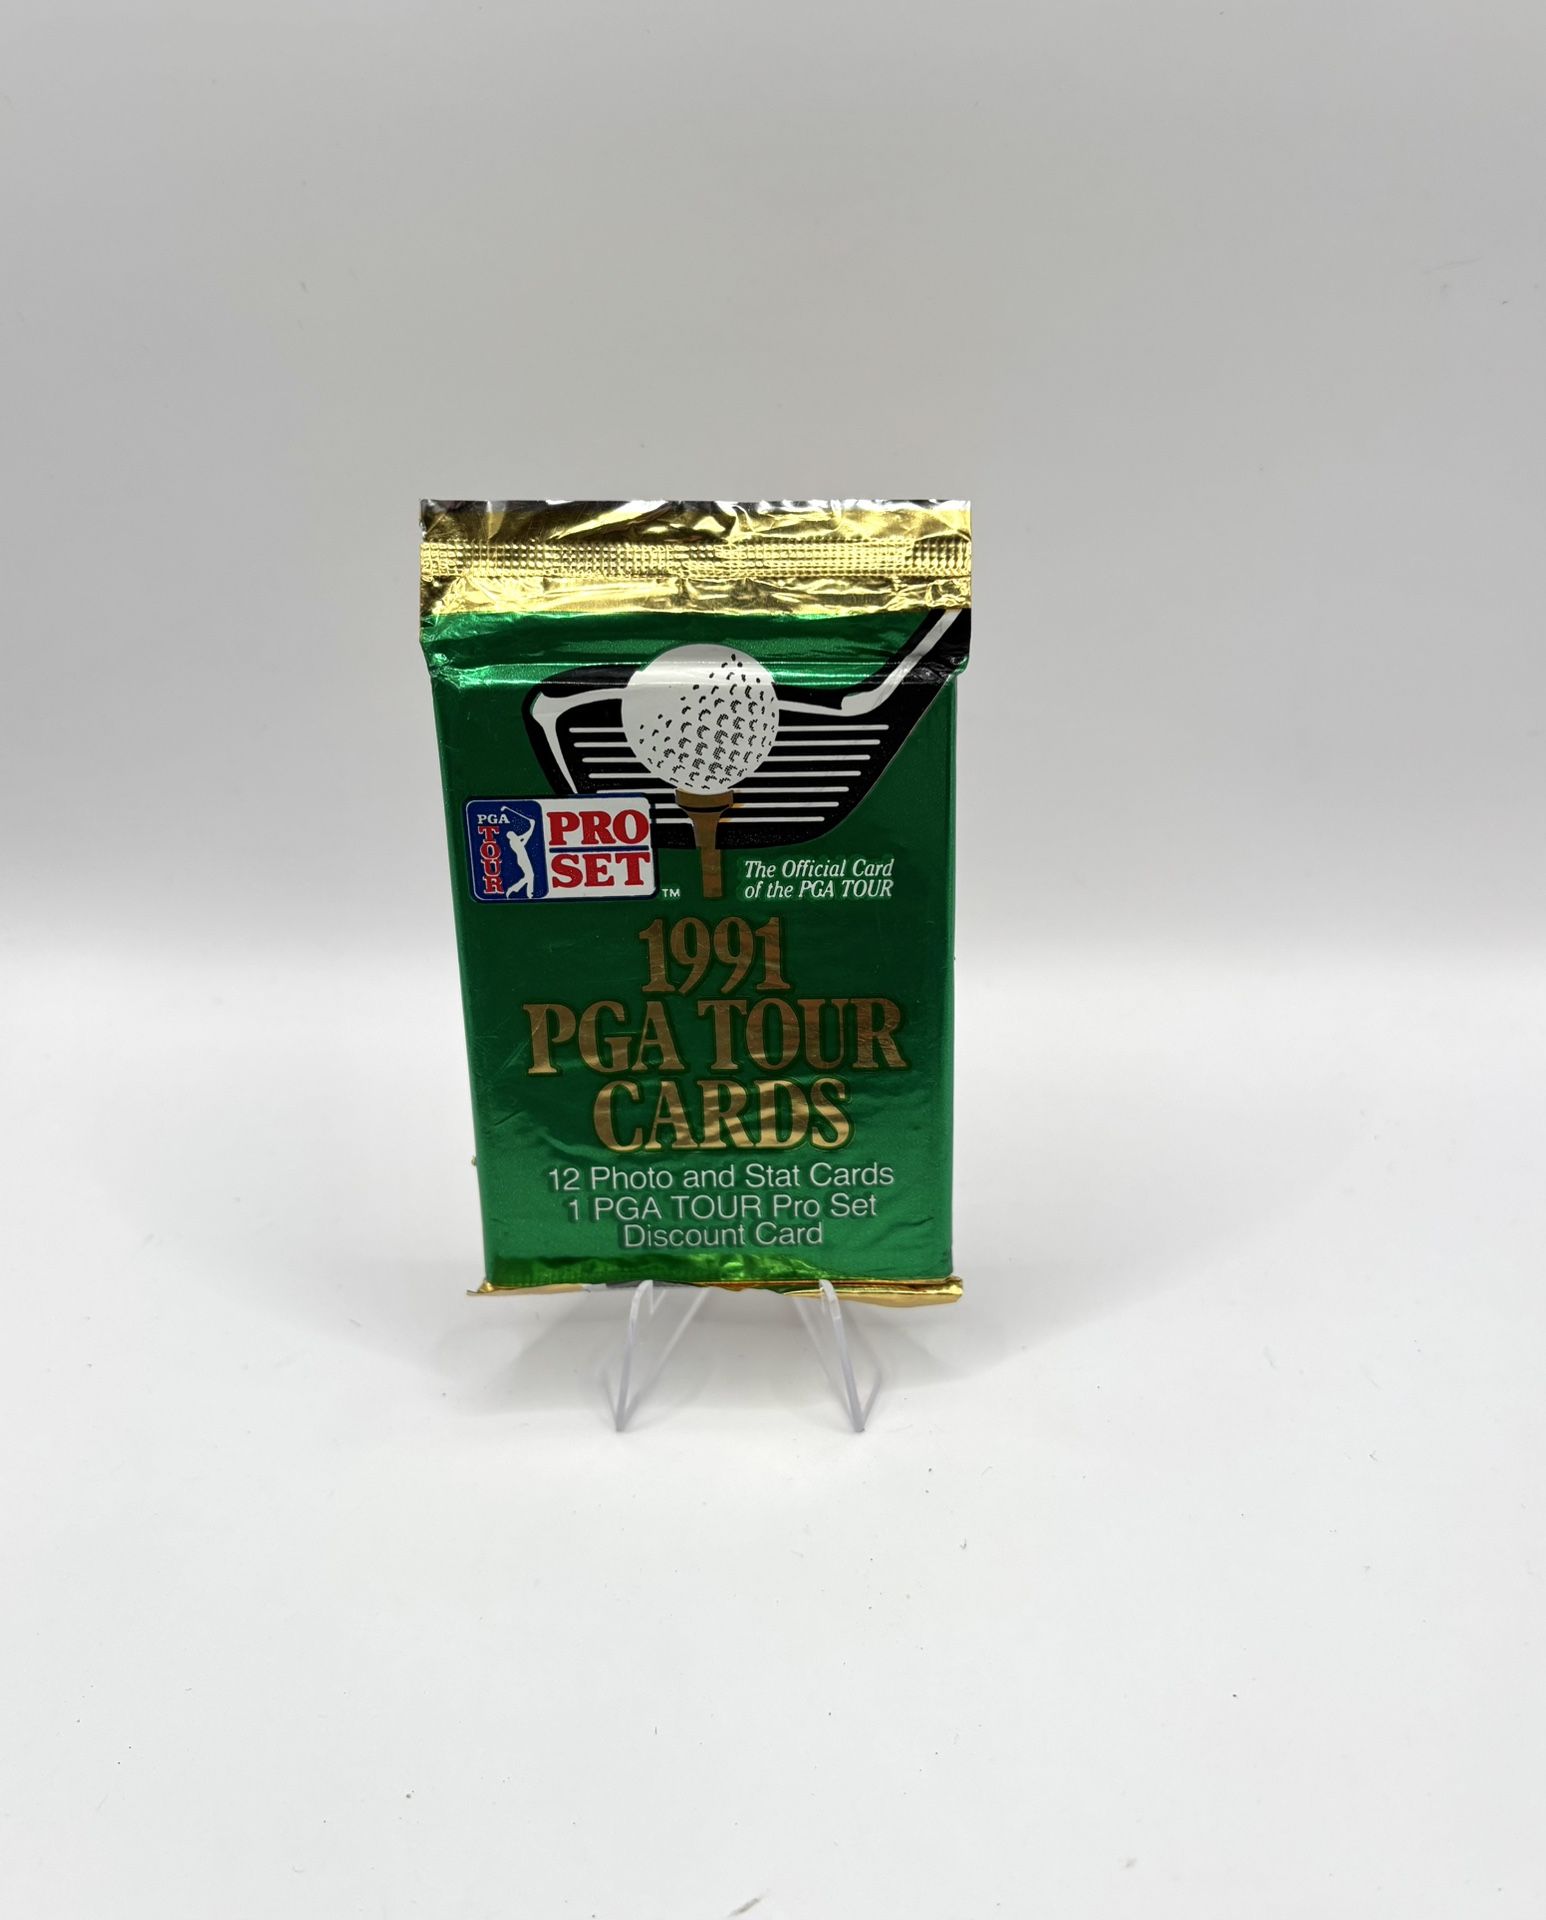 PGA
TOUR
PRO
SET
TM
The Official Card
of the PGA TOUR
1991
PGA TOUR
CARDS
12 Photo and Stat Cards
1 PGA TOUR Pro Set
Discount Card